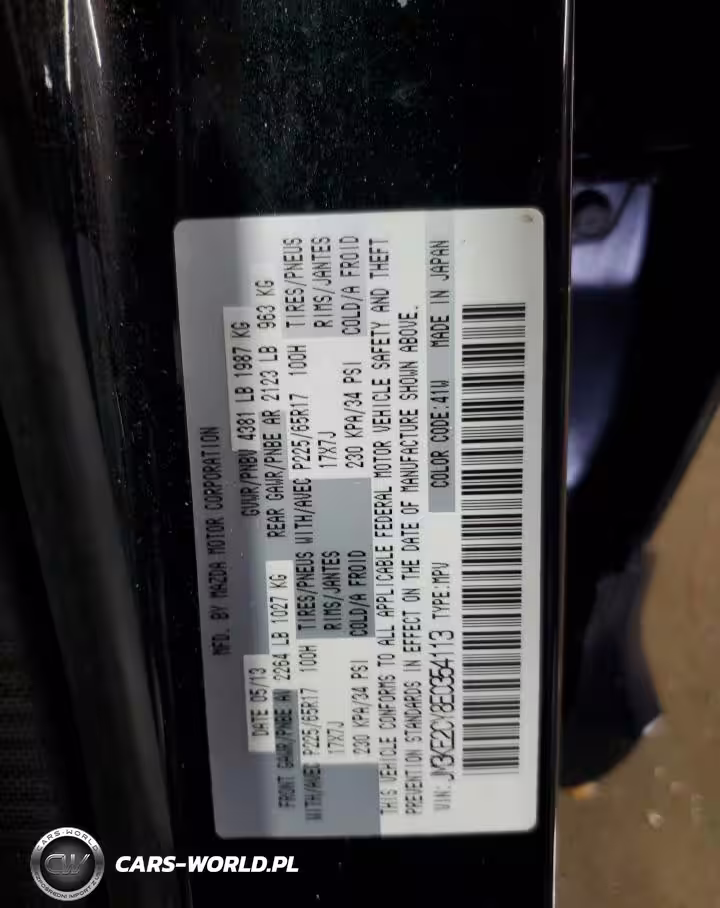 MFD. BY MAZDA MOTOR CORPORATION
DATE 05/13 GVWR/PNBV 4381 LB 1987 KG
FRONT GAWR/PNBE AV 2264 LB 1027 KG REAR GAWR/PNBE AR 2123 LB 963 KG
WITH/AVEC P225/65R17 100H TIRES/PNEUS WITH/AVEC P225/65R17 100H TIRES/PNEUS
17X7J RIMS/JANTES 17X7J RIMS/JANTES
230 KPA/34 PSI COLD/A FROID 230 KPA/34 PSI COLD/A FROID
THIS VEHICLE CONFORMS TO ALL APPLICABLE FEDERAL MOTOR VEHICLE SAFETY AND THEFT
PREVENTION STANDARDS IN EFFECT ON THE DATE OF MANUFACTURE SHOWN ABOVE.
VIN: JM3KE2CY8E0354113 TYPE:MPV COLOR CODE:41W MADE IN JAPAN
CARS-WORLD
CW
CARS-WORLD.PL